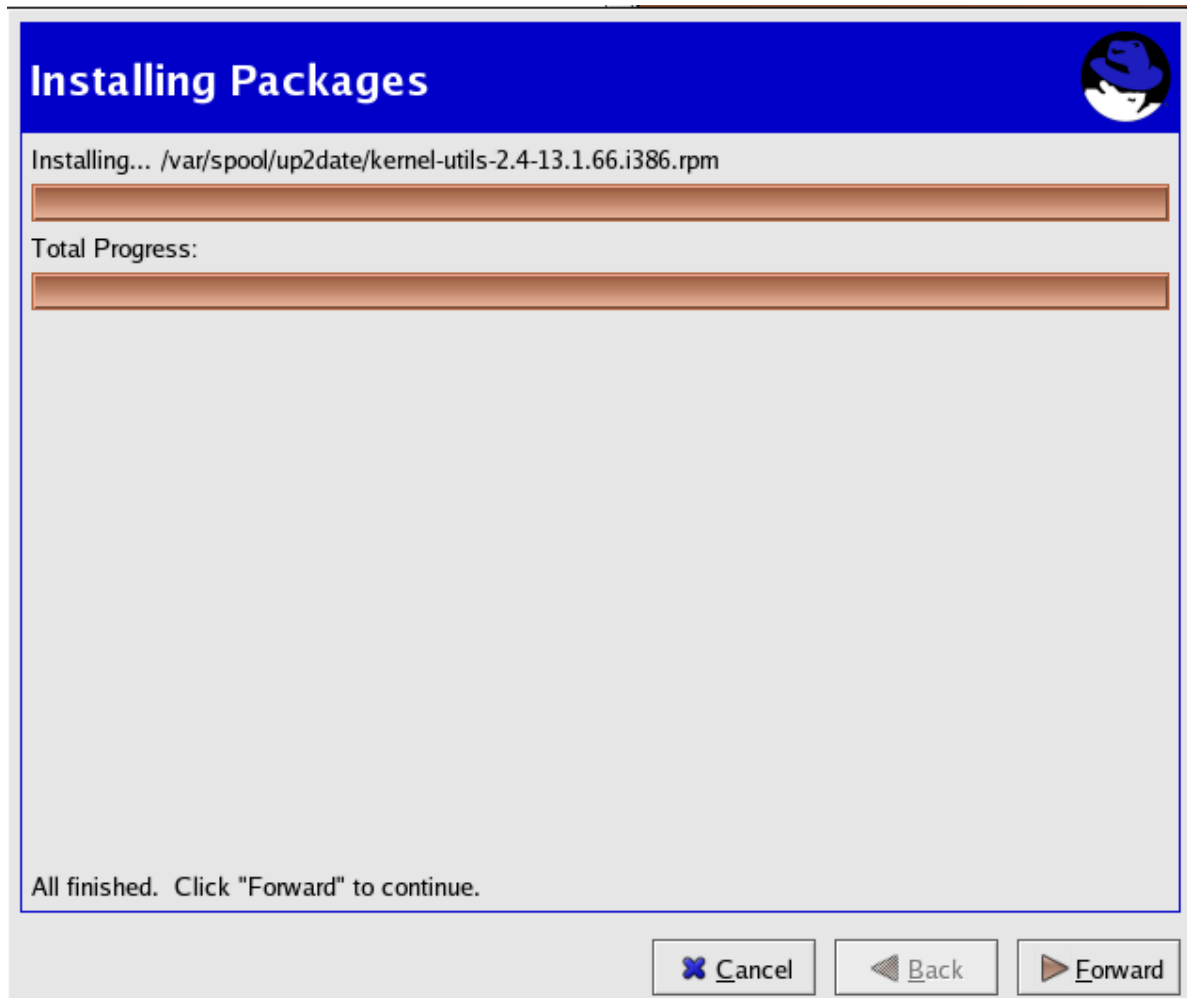 Installing Packages
Installing... /var/spool/up2date/kernel-utils-2.4-13.1.66.i386.rpm
Total Progress:
All finished.  Click "Forward" to continue.
Cancel
Back
Forward